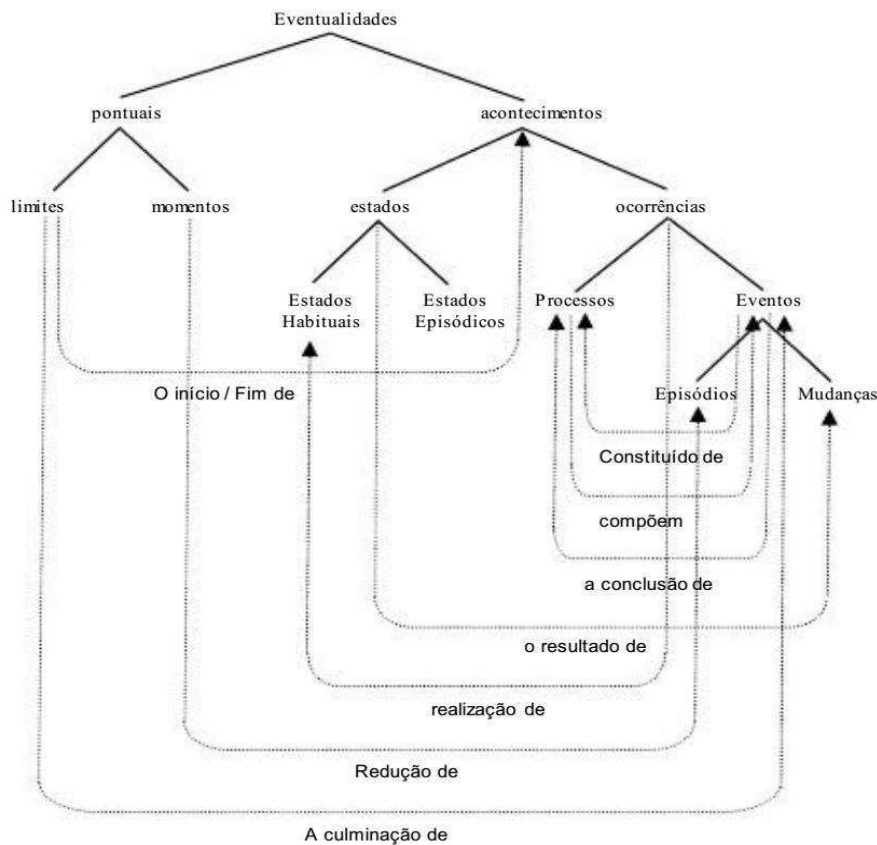 Eventualidades
pontuais
acontecimentos
limites
momentos
estados
ocorrências
Estados
Habituais
Estados
Episódicos
Processos
Eventos
O início / Fim de
Episódios
Mudanças
Constituído de
compõem
a conclusão de
o resultado de
realização de
Redução de
A culminação de